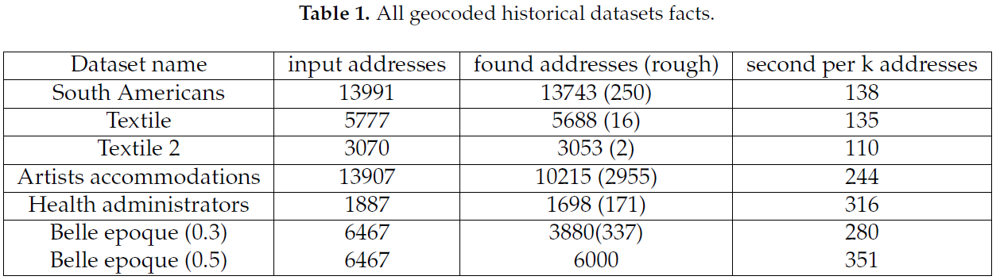 Table 1. All geocoded historical datasets facts.
Dataset name input addresses found addresses (rough) second per k addresses
South Americans 13991 13743 (250) 138
Textile 5777 5688 (16) 135
Textile 2 3070 3053 (2) 110
Artists accommodations 13907 10215 (2955) 244
Health administrators 1887 1698 (171) 316
Belle epoque (0.3) 6467 3880(337) 280
Belle epoque (0.5) 6467 6000 351